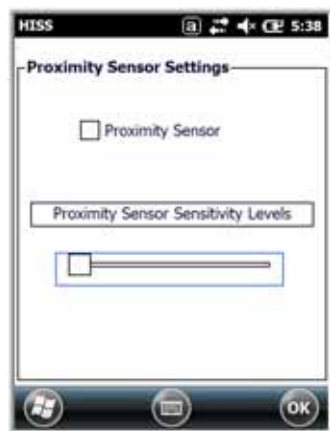 HISS a 5:38
Proximity Sensor Settings
Proximity Sensor
Proximity Sensor Sensitivity Levels
OK